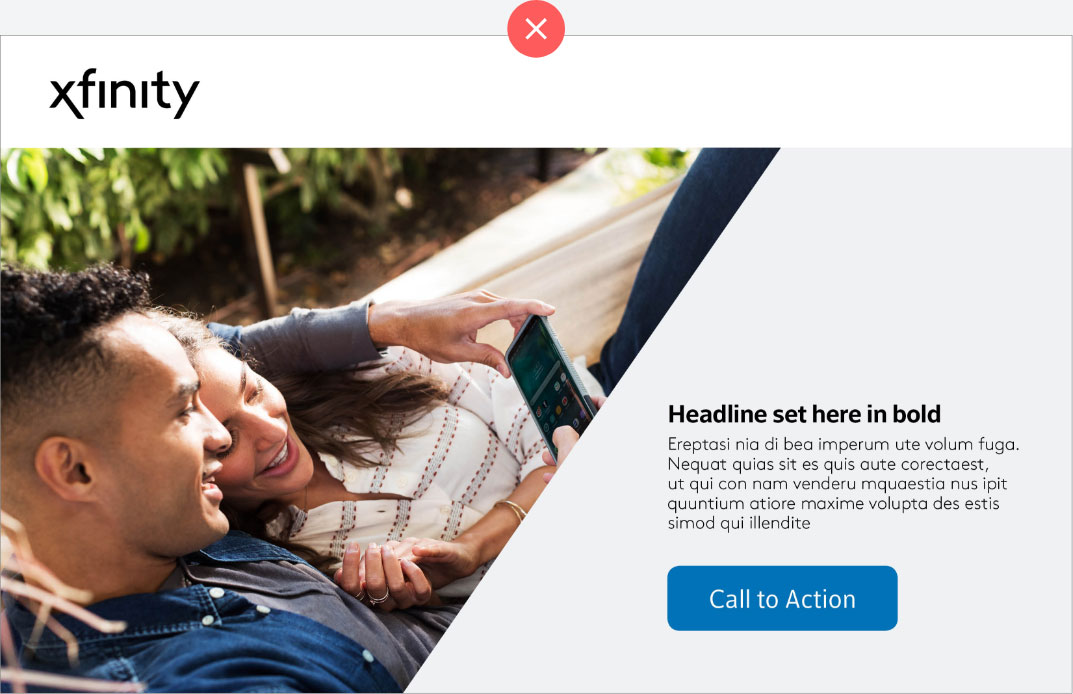 xfinity
Headline set here in bold
Ereptasi nia di bea imperum ute volum fuga.
Nequat quias sit es quis aute corectaest,
ut qui con nam venderu mquaestia nus ipit
quuntium atiore maxime volupta des estis
simod qui illendite
Call to Action